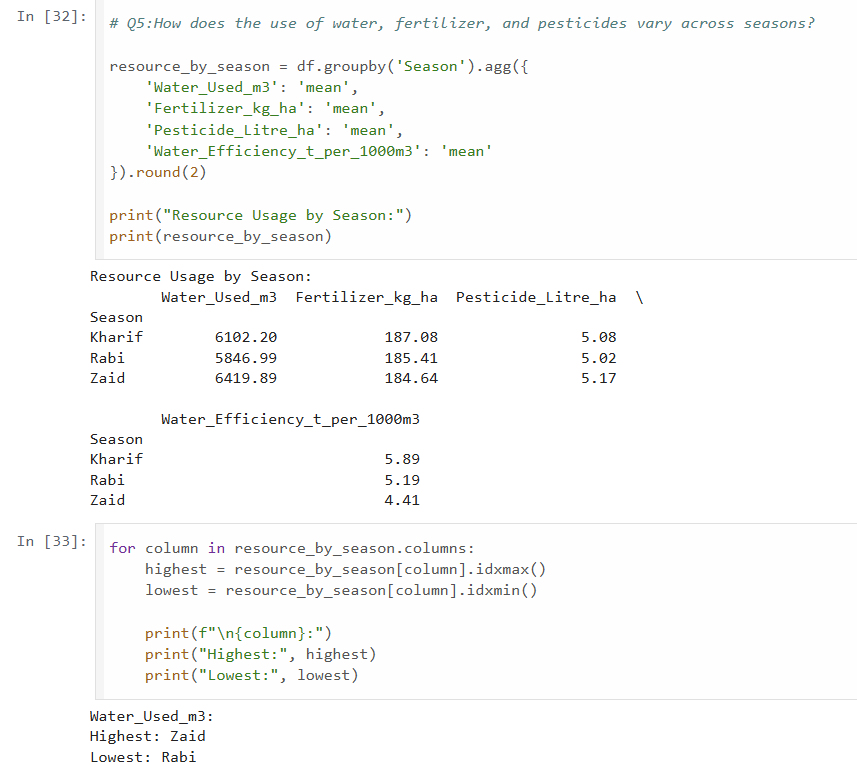 In [32]:
# Q5:How does the use of water, fertilizer, and pesticides vary across seasons?
resource_by_season = df.groupby('Season').agg({
    'Water_Used_m3': 'mean',
    'Fertilizer_kg_ha': 'mean',
    'Pesticide_Litre_ha': 'mean',
    'Water_Efficiency_t_per_1000m3': 'mean'
}).round(2)
print("Resource Usage by Season:")
print(resource_by_season)
Resource Usage by Season:
        Water_Used_m3  Fertilizer_kg_ha  Pesticide_Litre_ha  \
Season
Kharif        6102.20            187.08                5.08
Rabi          5846.99            185.41                5.02
Zaid          6419.89            184.64                5.17
        Water_Efficiency_t_per_1000m3
Season
Kharif                           5.89
Rabi                             5.19
Zaid                             4.41
In [33]:
for column in resource_by_season.columns:
    highest = resource_by_season[column].idxmax()
    lowest = resource_by_season[column].idxmin()
    print(f"\n{column}:")
    print("Highest:", highest)
    print("Lowest:", lowest)
Water_Used_m3:
Highest: Zaid
Lowest: Rabi